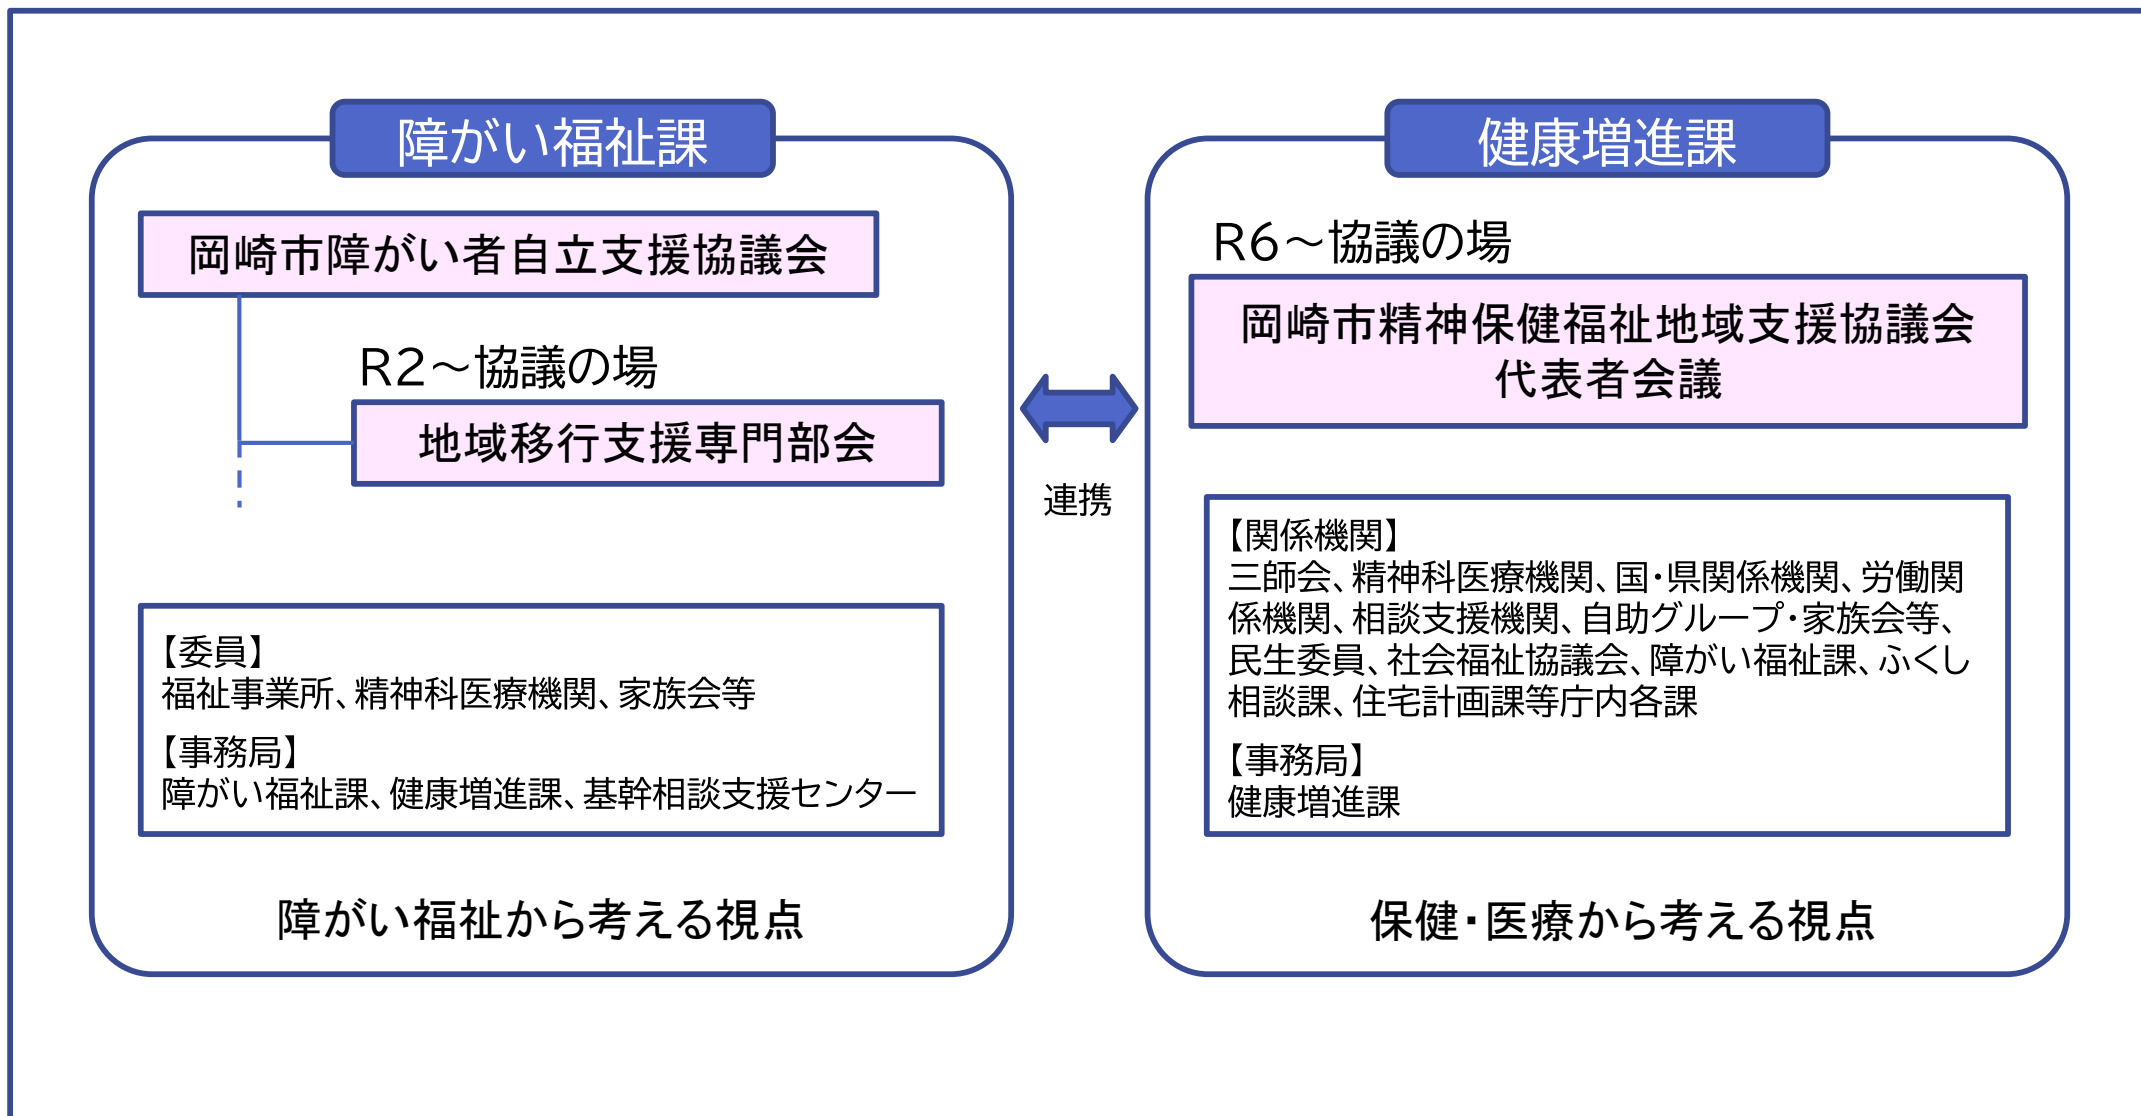 障がい福祉課
岡崎市障がい者自立支援協議会
R2～協議の場
地域移行支援専門部会
【委員】
福祉事業所、精神科医療機関、家族会等
【事務局】
障がい福祉課、健康増進課、基幹相談支援センター
障がい福祉から考える視点
連携
健康増進課
R6～協議の場
岡崎市精神保健福祉地域支援協議会
代表者会議
【関係機関】
三師会、精神科医療機関、国・県関係機関、労働関
係機関、相談支援機関、自助グループ・家族会等、
民生委員、社会福祉協議会、障がい福祉課、ふくし
相談課、住宅計画課等庁内各課
【事務局】
健康増進課
保健・医療から考える視点